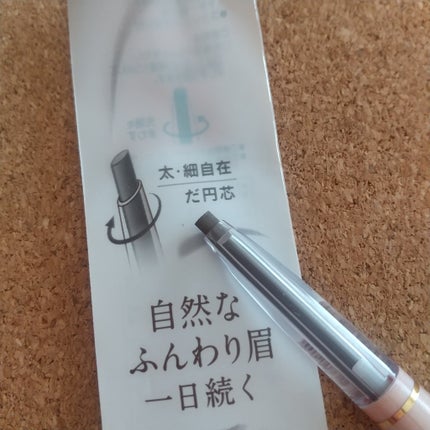 太・細自在
だ円芯
自然な
ふんわり眉
一日続く